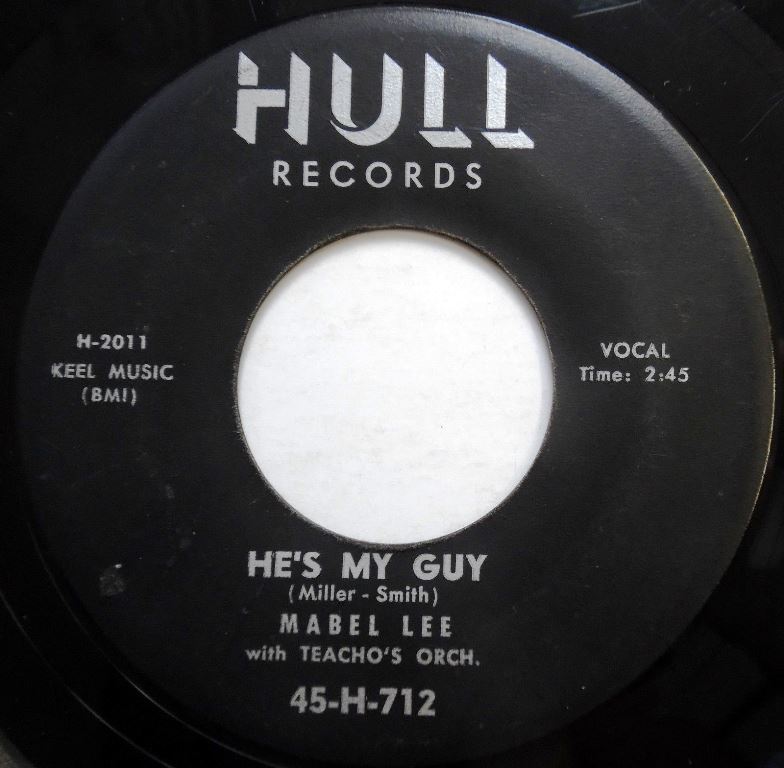 HULL
RECORDS
H-2011
KEEL MUSIC
(BMI)
VOCAL
Time: 2:45
HE'S MY GUY
(Miller - Smith)
MABEL LEE
with TEACHO'S ORCH.
45-H-712